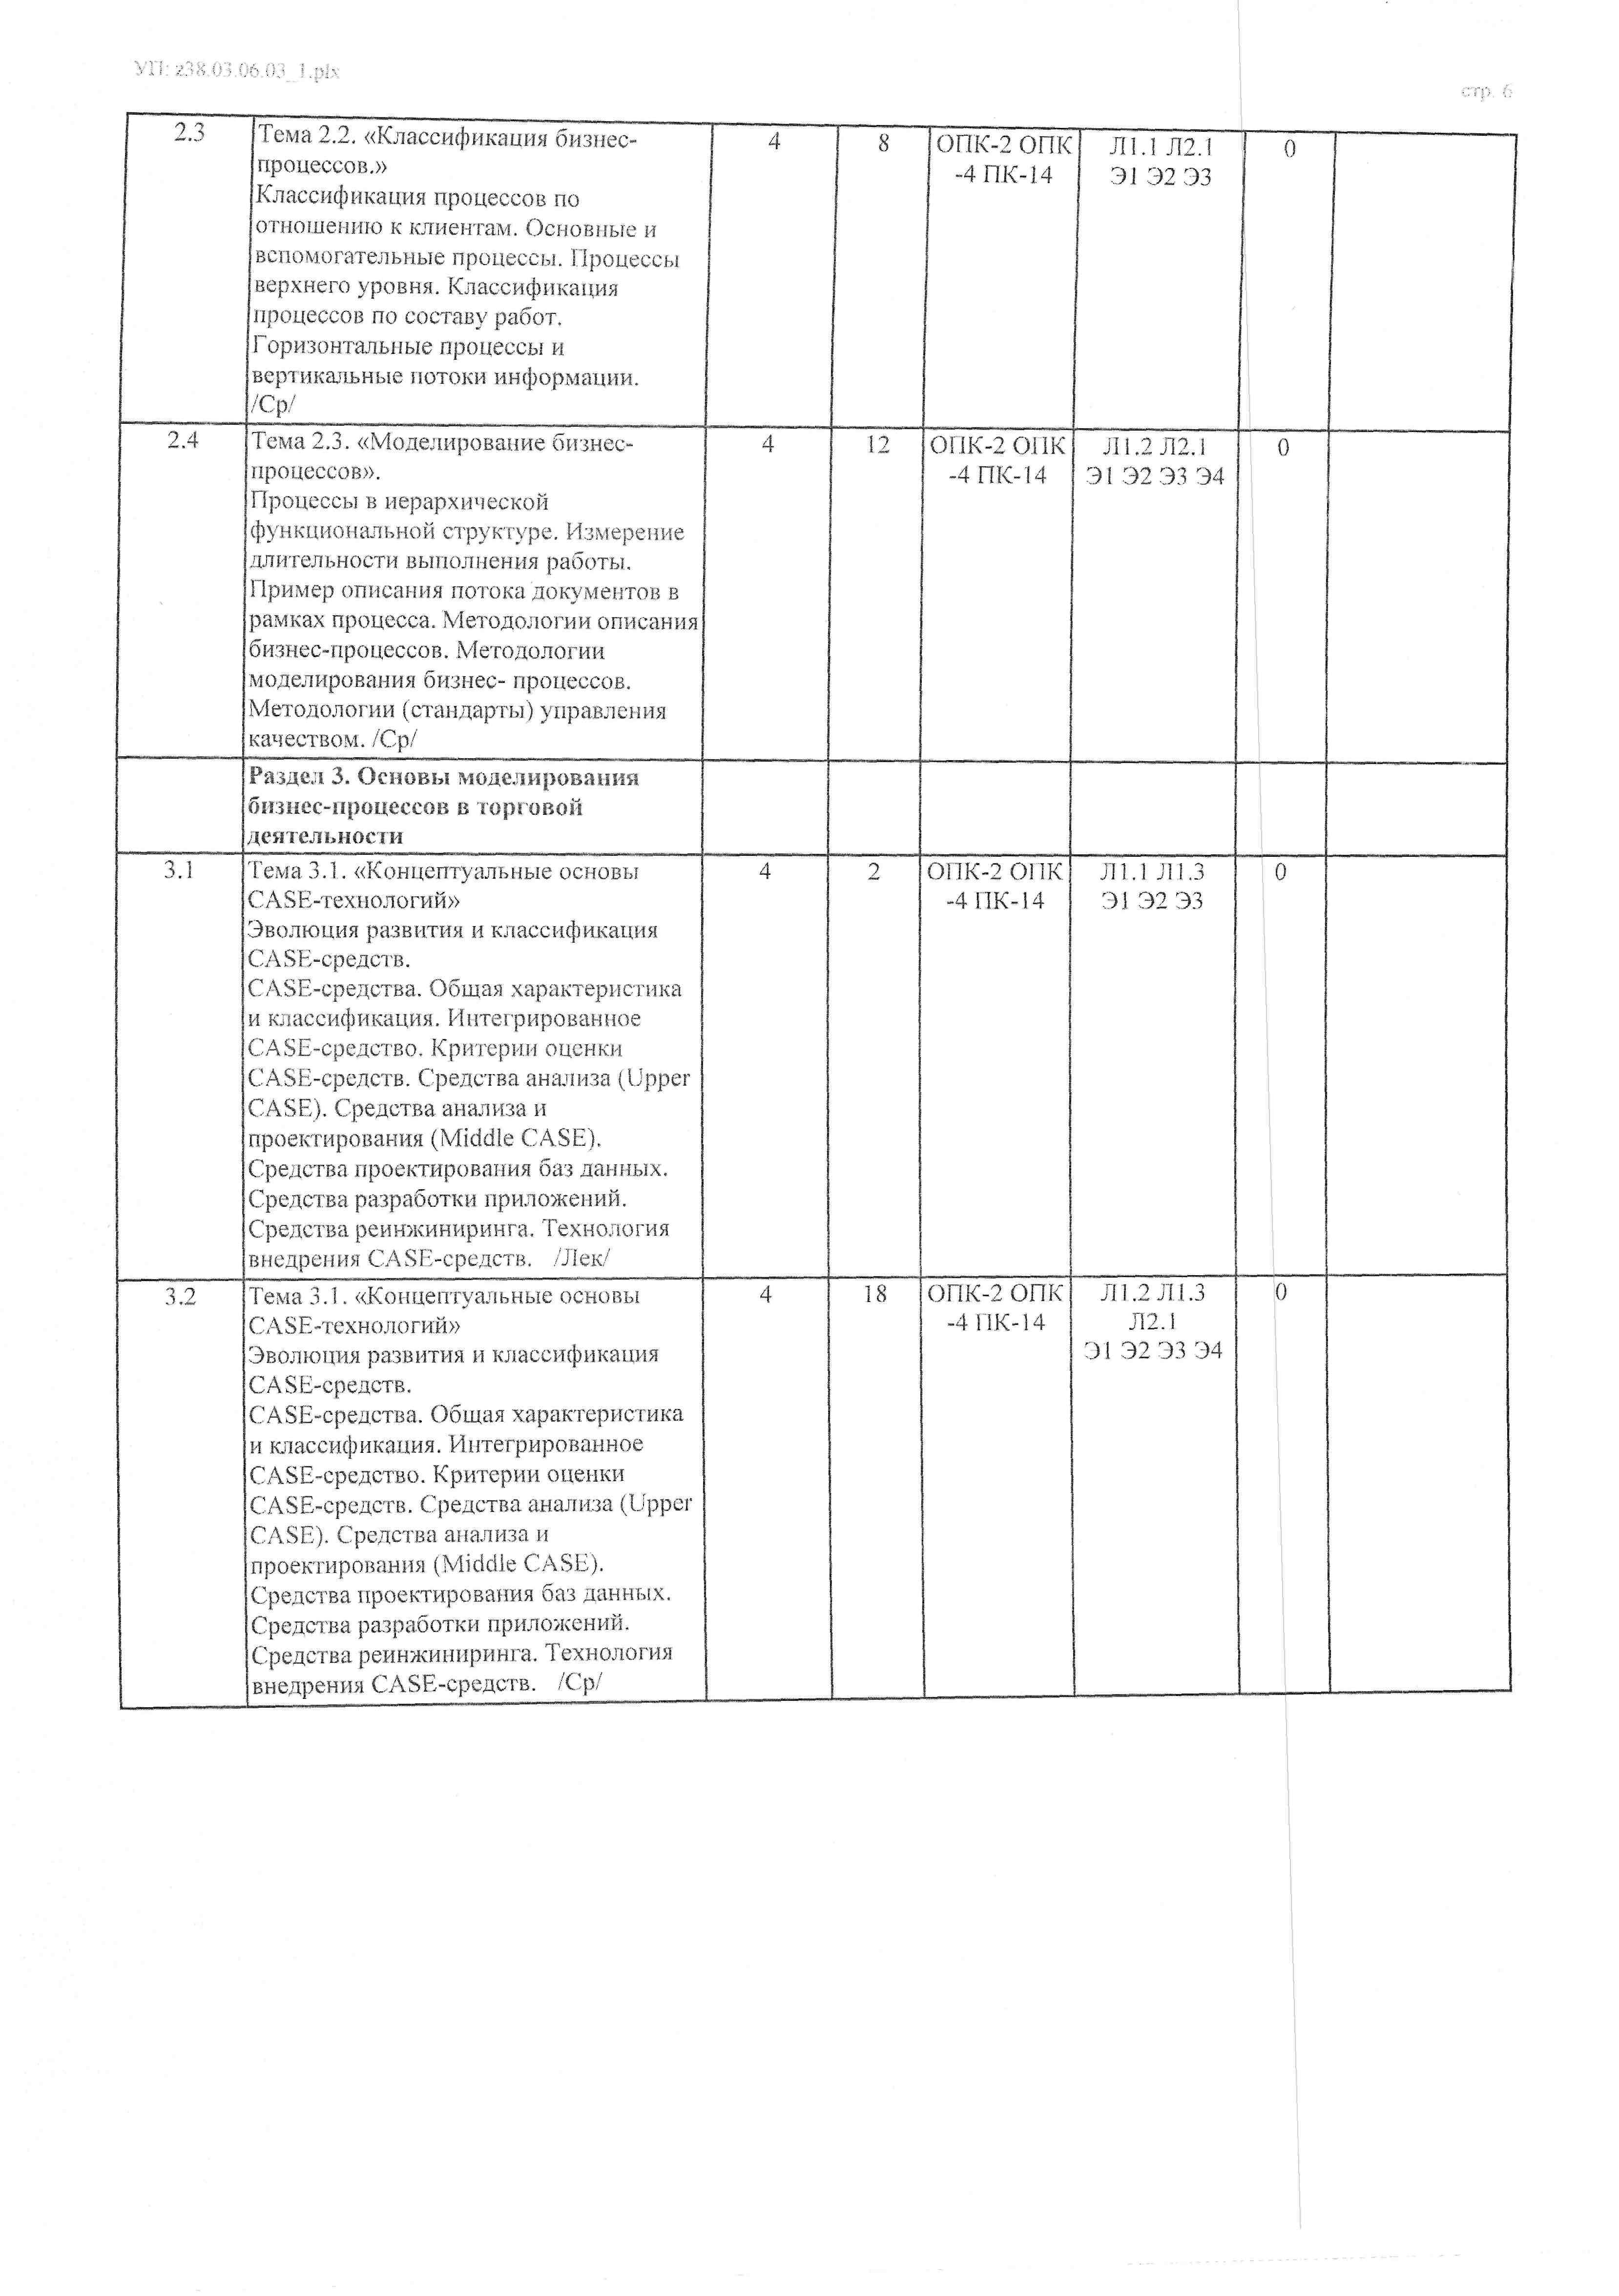 УП: z38.03.06.03_1.plx
стр. 6
2.3
Тема 2.2. «Классификация бизнес-
процессов.»
Классификация процессов по
отношению к клиентам. Основные и
вспомогательные процессы. Процессы
верхнего уровня. Классификация
процессов по составу работ.
Горизонтальные процессы и
вертикальные потоки информации.
/Ср/
4
8
ОПК-2 ОПК
-4 ПК-14
Л1.1 Л2.1
Э1 Э2 Э3
0
2.4
Тема 2.3. «Моделирование бизнес-
процессов».
Процессы в иерархической
функциональной структуре. Измерение
длительности выполнения работы.
Пример описания потока документов в
рамках процесса. Методологии описания
бизнес-процессов. Методологии
моделирования бизнес- процессов.
Методологии (стандарты) управления
качеством. /Ср/
4
12
ОПК-2 ОПК
-4 ПК-14
Л1.2 Л2.1
Э1 Э2 Э3 Э4
0
Раздел 3. Основы моделирования
бизнес-процессов в торговой
деятельности
3.1
Тема 3.1. «Концептуальные основы
CASE-технологий»
Эволюция развития и классификация
CASE-средств.
CASE-средства. Общая характеристика
и классификация. Интегрированное
CASE-средство. Критерии оценки
CASE-средств. Средства анализа (Upper
CASE). Средства анализа и
проектирования (Middle CASE).
Средства проектирования баз данных.
Средства разработки приложений.
Средства реинжиниринга. Технология
внедрения CASE-средств. /Лек/
4
2
ОПК-2 ОПК
-4 ПК-14
Л1.1 Л1.3
Э1 Э2 Э3
0
3.2
Тема 3.1. «Концептуальные основы
CASE-технологий»
Эволюция развития и классификация
CASE-средств.
CASE-средства. Общая характеристика
и классификация. Интегрированное
CASE-средство. Критерии оценки
CASE-средств. Средства анализа (Upper
CASE). Средства анализа и
проектирования (Middle CASE).
Средства проектирования баз данных.
Средства разработки приложений.
Средства реинжиниринга. Технология
внедрения CASE-средств. /Ср/
4
18
ОПК-2 ОПК
-4 ПК-14
Л1.2 Л1.3
Л2.1
Э1 Э2 Э3 Э4
0